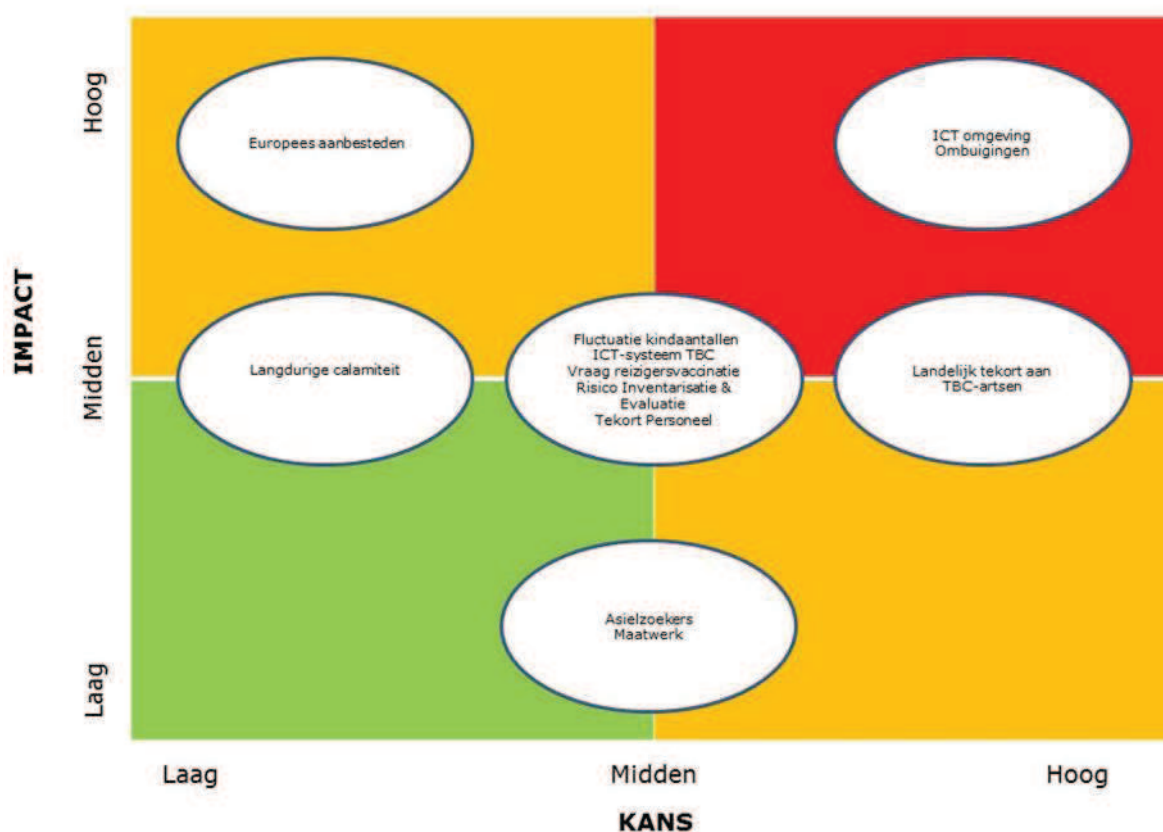 Hoog
Europees aanbesteden
ICT omgeving
Ombuigingen
IMPACT
Midden
Langdurige calamiteit
Fluctuatie kindaantallen
ICT-systeem TBC
Vraag reizigersvaccinatie
Risico Inventarisatie &
Evaluatie
Tekort Personeel
Landelijk tekort aan
TBC-artsen
Laag
Asielzoekers
Maatwerk
Laag
Midden
Hoog
KANS